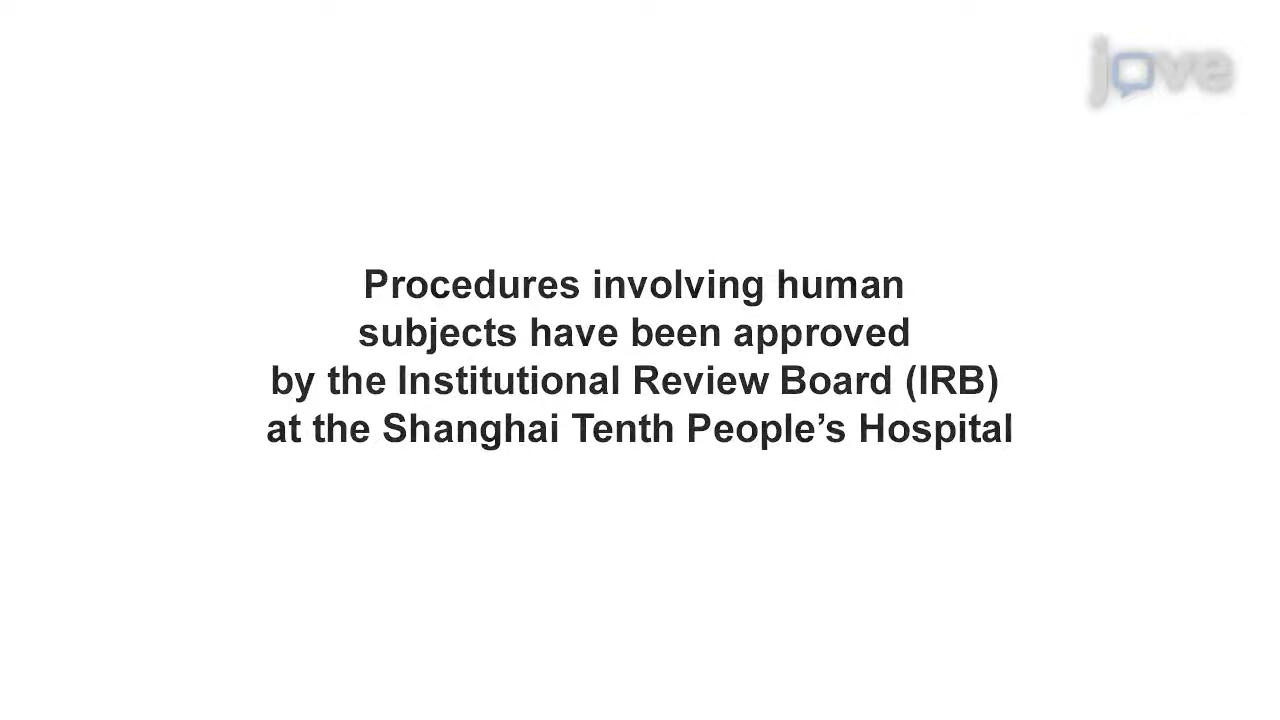 jove
Procedures involving human
subjects have been approved
by the Institutional Review Board (IRB)
at the Shanghai Tenth People’s Hospital